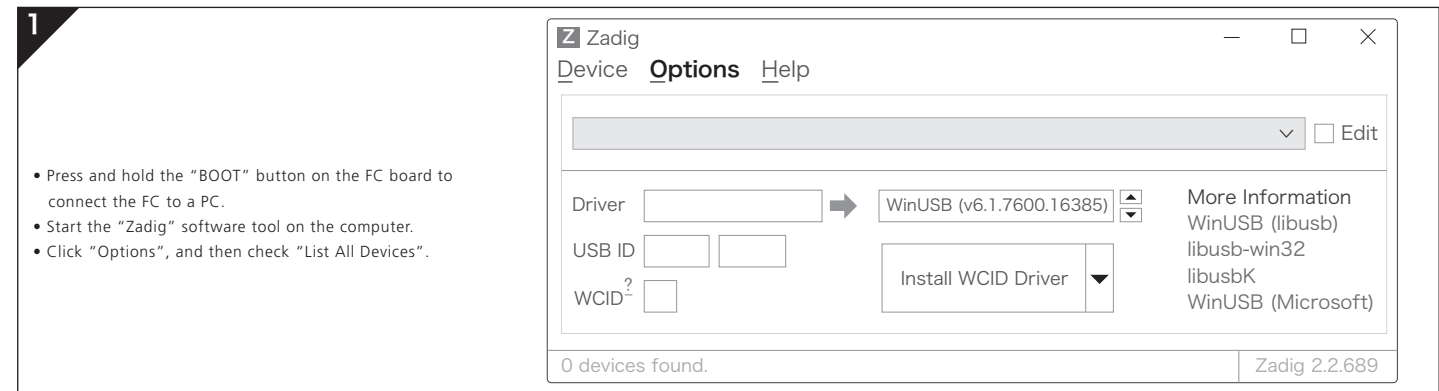 1
• Press and hold the “BOOT” button on the FC board to
connect the FC to a PC.
• Start the “Zadig” software tool on the computer.
• Click “Options”, and then check “List All Devices”.
Z Zadig
Device Options Help
Edit
Driver
WinUSB (v6.1.7600.16385)
USB ID
WCID?
Install WCID Driver
More Information
WinUSB (libusb)
libusb-win32
libusbK
WinUSB (Microsoft)
0 devices found.
Zadig 2.2.689